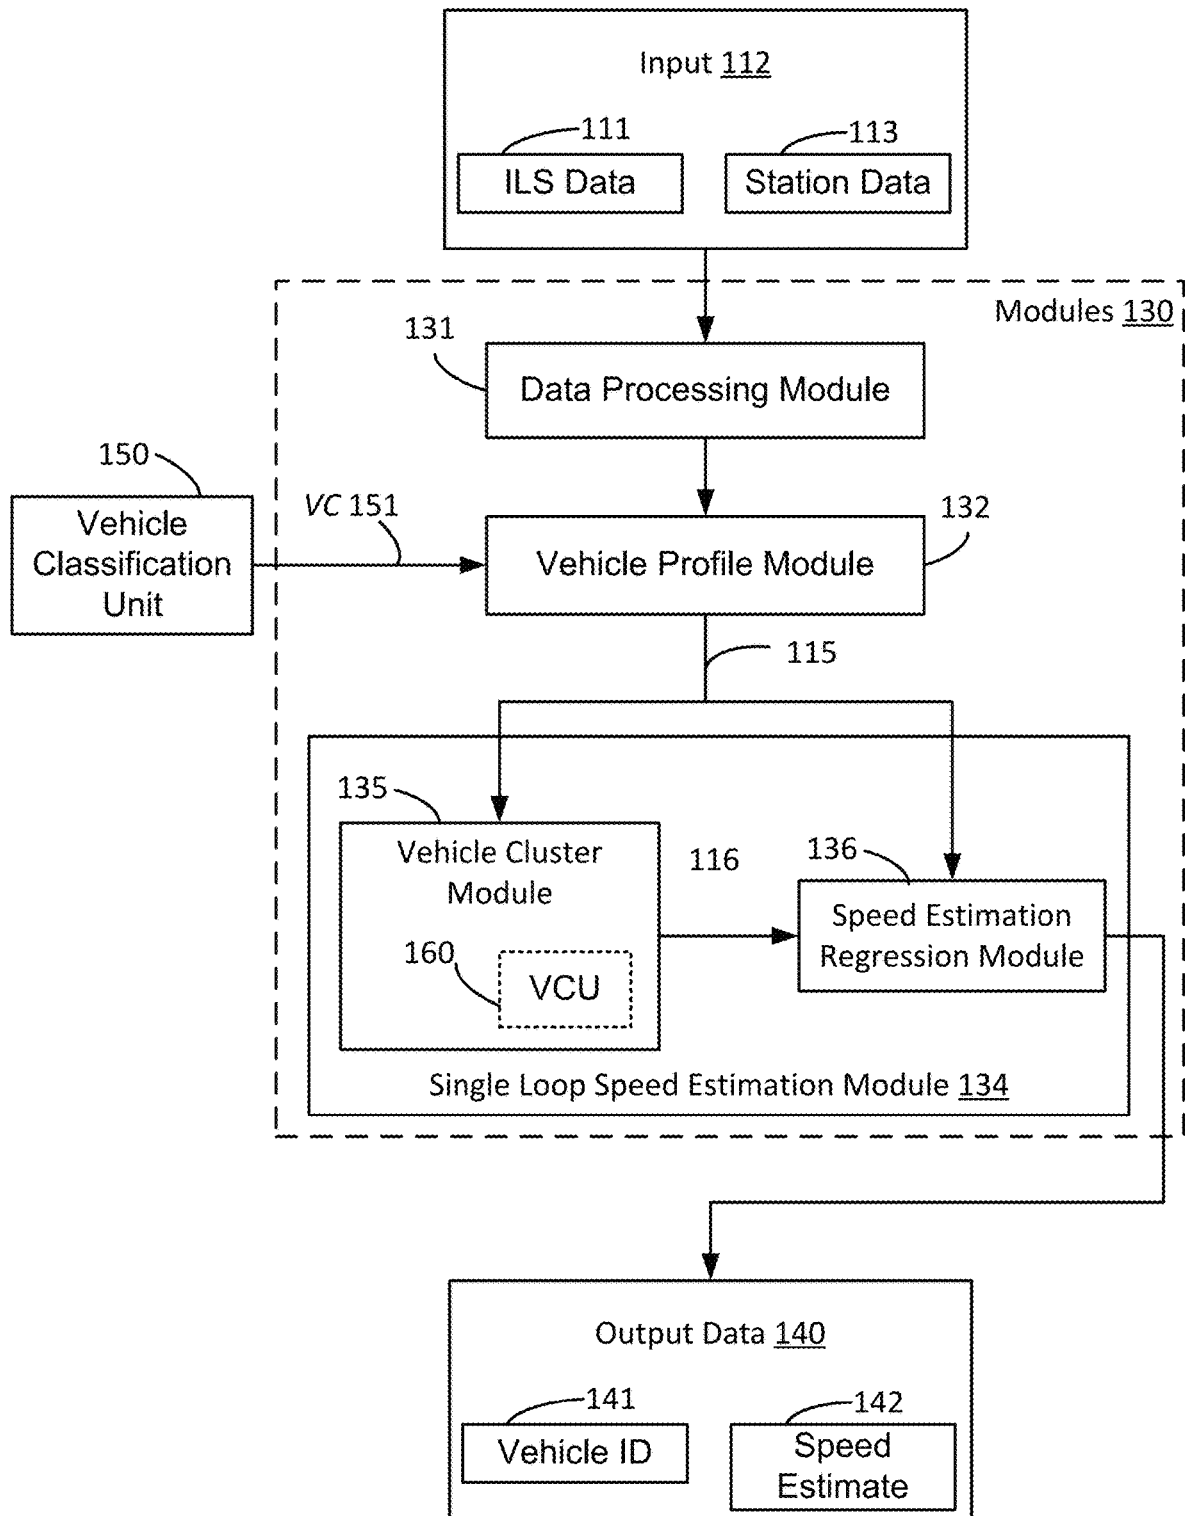 Input 112
111
113
ILS Data
Station Data
Modules 130
131
Data Processing Module
150
VC 151
132
Vehicle
Classification
Unit
Vehicle Profile Module
115
135
Vehicle Cluster
Module
116
136
Speed Estimation
Regression Module
160
VCU
Single Loop Speed Estimation Module 134
Output Data 140
141
142
Vehicle ID
Speed
Estimate